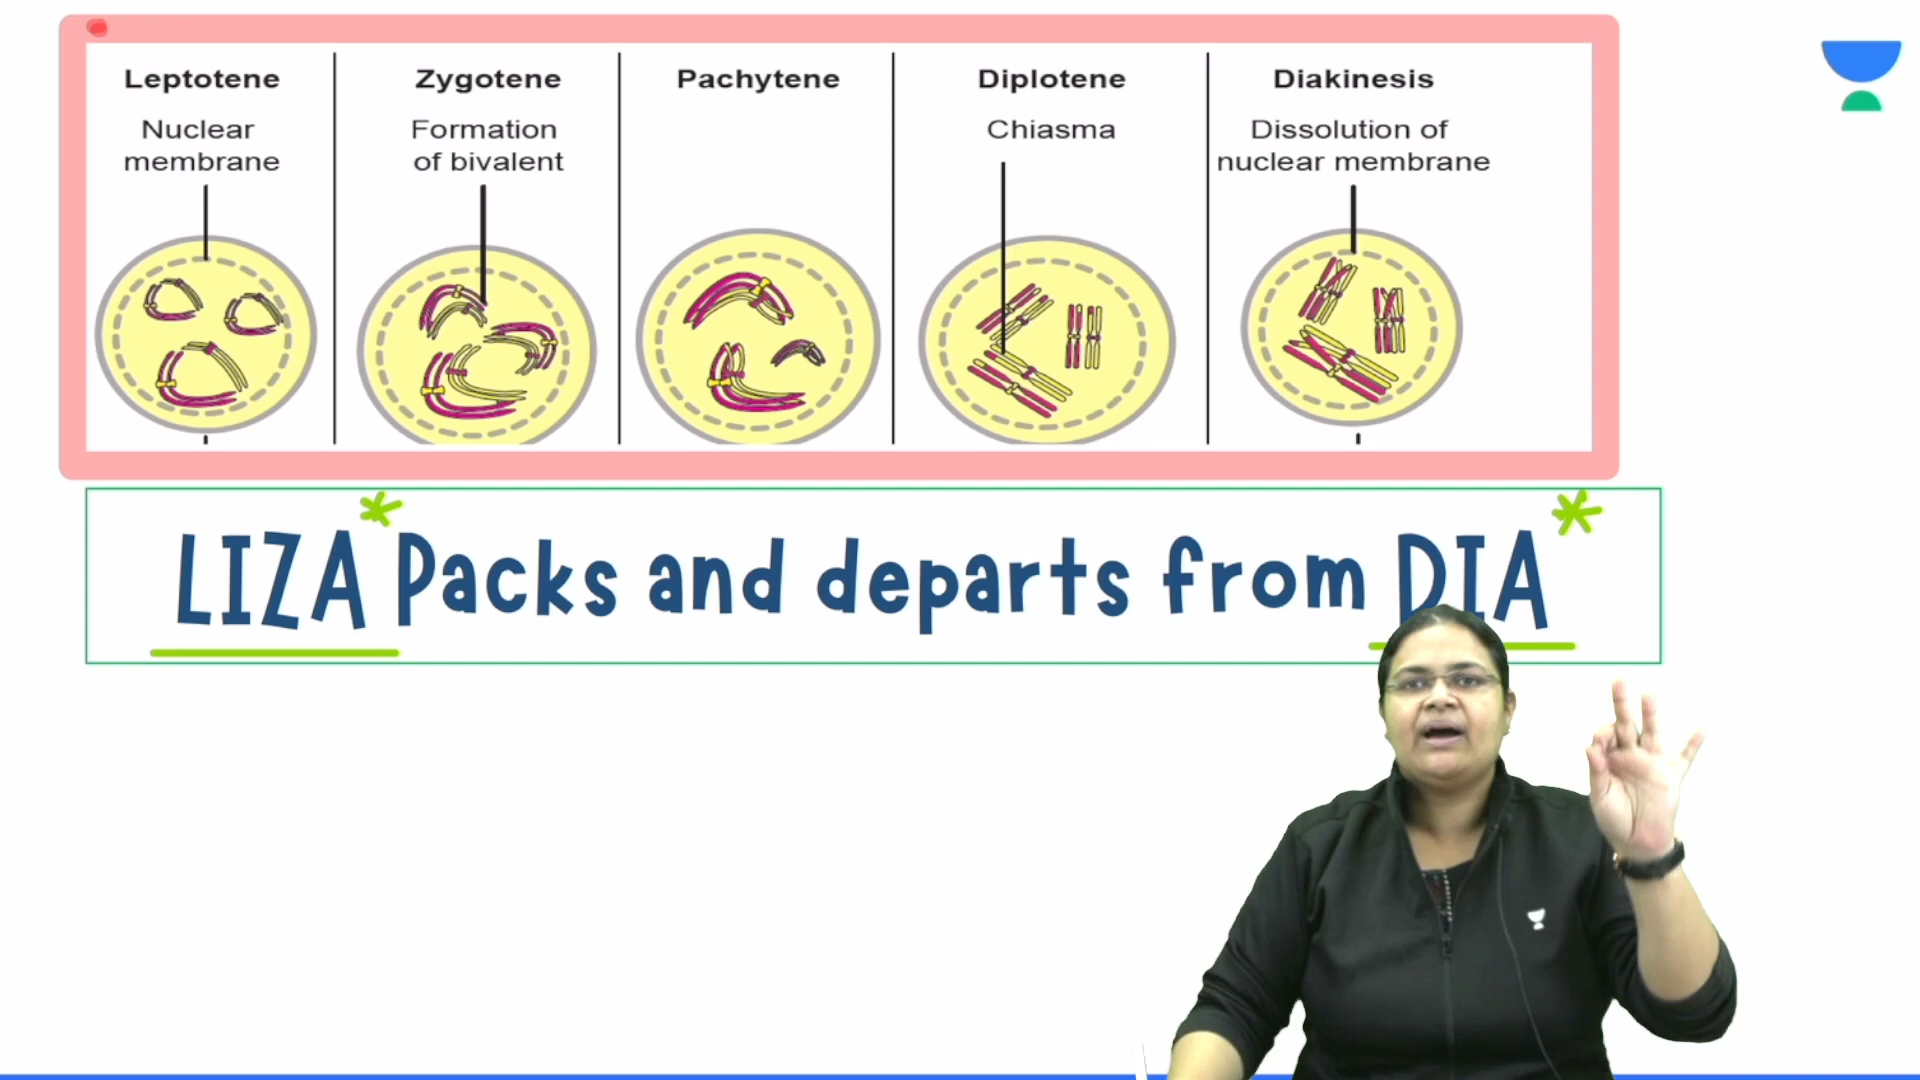 Leptotene
Nuclear
membrane
Zygotene
Formation
of bivalent
Pachytene
Diplotene
Chiasma
Diakinesis
Dissolution of
nuclear membrane
LIZA Packs and departs from DIA